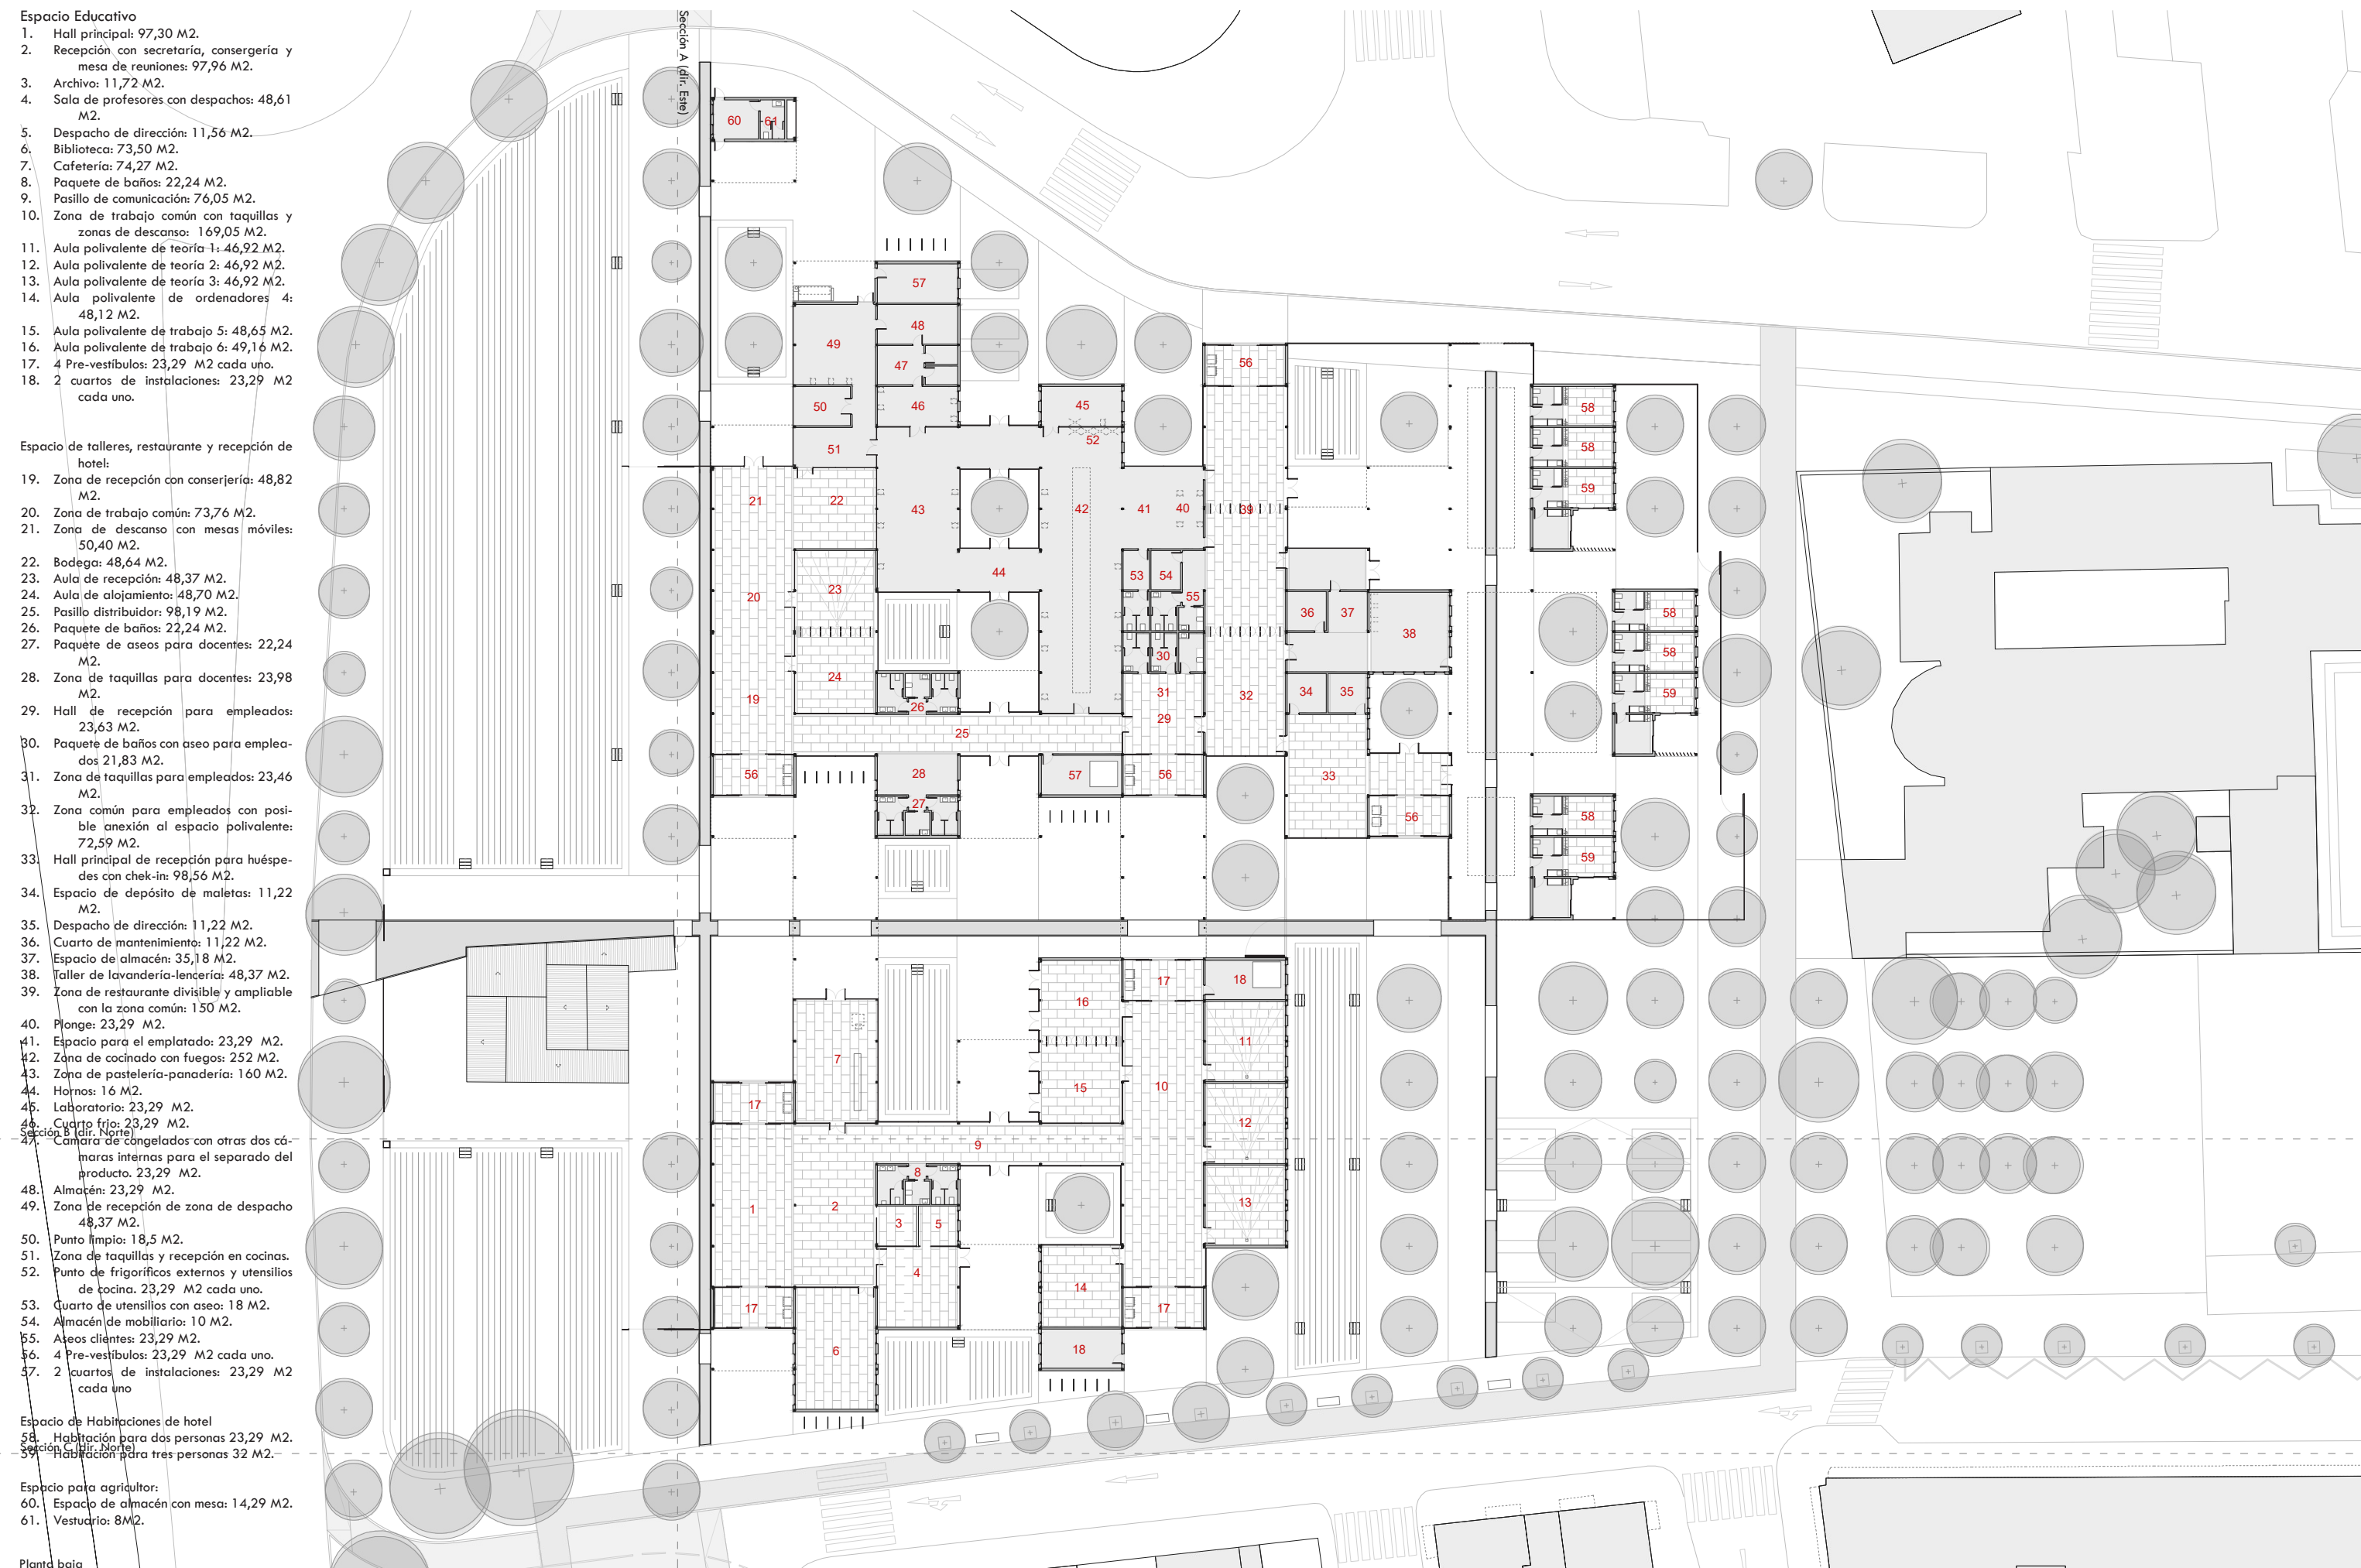 Espacio Educativo
1. Hall principal: 97,30 M2.
2. Recepción con secretaría, consergería y
mesa de reuniones: 97,96 M2.
3. Archivo: 11,72 M2.
4. Sala de profesores con despachos: 48,61
M2.
5. Despacho de dirección: 11,56 M2.
6. Biblioteca: 73,50 M2.
7. Cafetería: 74,27 M2.
8. Paquete de baños: 22,24 M2.
9. Pasillo de comunicación: 76,05 M2.
10. Zona de trabajo común con taquillas y
zonas de descanso: 169,05 M2.
11. Aula polivalente de teoría 1: 46,92 M2.
12. Aula polivalente de teoría 2: 46,92 M2.
13. Aula polivalente de teoría 3: 46,92 M2.
14. Aula polivalente de ordenadores 4:
48,12 M2.
15. Aula polivalente de trabajo 5: 48,65 M2.
16. Aula polivalente de trabajo 6: 49,16 M2.
17. 4 Pre-vestíbulos: 23,29 M2 cada uno.
18. 2 cuartos de instalaciones: 23,29 M2
cada uno.
Espacio de talleres, restaurante y recepción de
hotel:
19. Zona de recepción con conserjería: 48,82
M2.
20. Zona de trabajo común: 73,76 M2.
21. Zona de descanso con mesas móviles:
50,40 M2.
22. Bodega: 48,64 M2.
23. Aula de recepción: 48,37 M2.
24. Aula de alojamiento: 48,70 M2.
25. Pasillo distribuidor: 98,19 M2.
26. Paquete de baños: 22,24 M2.
27. Paquete de aseos para docentes: 22,24
M2.
28. Zona de taquillas para docentes: 23,98
M2.
29. Hall de recepción para empleados:
23,63 M2.
30. Paquete de baños con aseo para emplea-
dos 21,83 M2.
31. Zona de taquillas para empleados: 23,46
M2.
32. Zona común para empleados con posi-
ble anexión al espacio polivalente:
72,59 M2.
33. Hall principal de recepción para huéspe-
des con chek-in: 98,56 M2.
34. Espacio de depósito de maletas: 11,22
M2.
35. Despacho de dirección: 11,22 M2.
36. Cuarto de mantenimiento: 11,22 M2.
37. Espacio de almacén: 35,18 M2.
38. Taller de lavandería-lencería: 48,37 M2.
39. Zona de restaurante divisible y ampliable
con la zona común: 150 M2.
40. Plonge: 23,29 M2.
41. Espacio para el emplatado: 23,29 M2.
42. Zona de cocinado con fuegos: 252 M2.
43. Zona de pastelería-panadería: 160 M2.
44. Hornos: 16 M2.
45. Laboratorio: 23,29 M2.
46. Cuarto frio: 23,29 M2.
Sección B (dir. Norte)
47. Cámara de congelados con otras dos cá-
maras internas para el separado del
producto. 23,29 M2.
48. Almacén: 23,29 M2.
49. Zona de recepción de zona de despacho
48,37 M2.
50. Punto limpio: 18,5 M2.
51. Zona de taquillas y recepción en cocinas.
52. Punto de frigoríficos externos y utensilios
de cocina. 23,29 M2 cada uno.
53. Cuarto de utensilios con aseo: 18 M2.
54. Almacén de mobiliario: 10 M2.
55. Aseos clientes: 23,29 M2.
56. 4 Pre-vestíbulos: 23,29 M2 cada uno.
57. 2 cuartos de instalaciones: 23,29 M2
cada uno
Espacio de Habitaciones de hotel
58. Habitación para dos personas 23,29 M2.
Sección C (dir. Norte)
59. Habitación para tres personas 32 M2.
Espacio para agricultor:
60. Espacio de almacén con mesa: 14,29 M2.
61. Vestuario: 8M2.
Planta baja
Sección A (dir. Este)
60 61
57
48
49
47
56
50 46 45 58
51 52 58
59
21 22 43 42 41 40 39
44 53 54
20 23 55 36 37 58
38
30 58
24 31 34 35 59
19 26 29 32
25
56 28 57 56 33
27 56 58
59
17 18
16
11
7
15 10
17
12
9
8
1 2 13
3 5
4
14
17 17
6 18